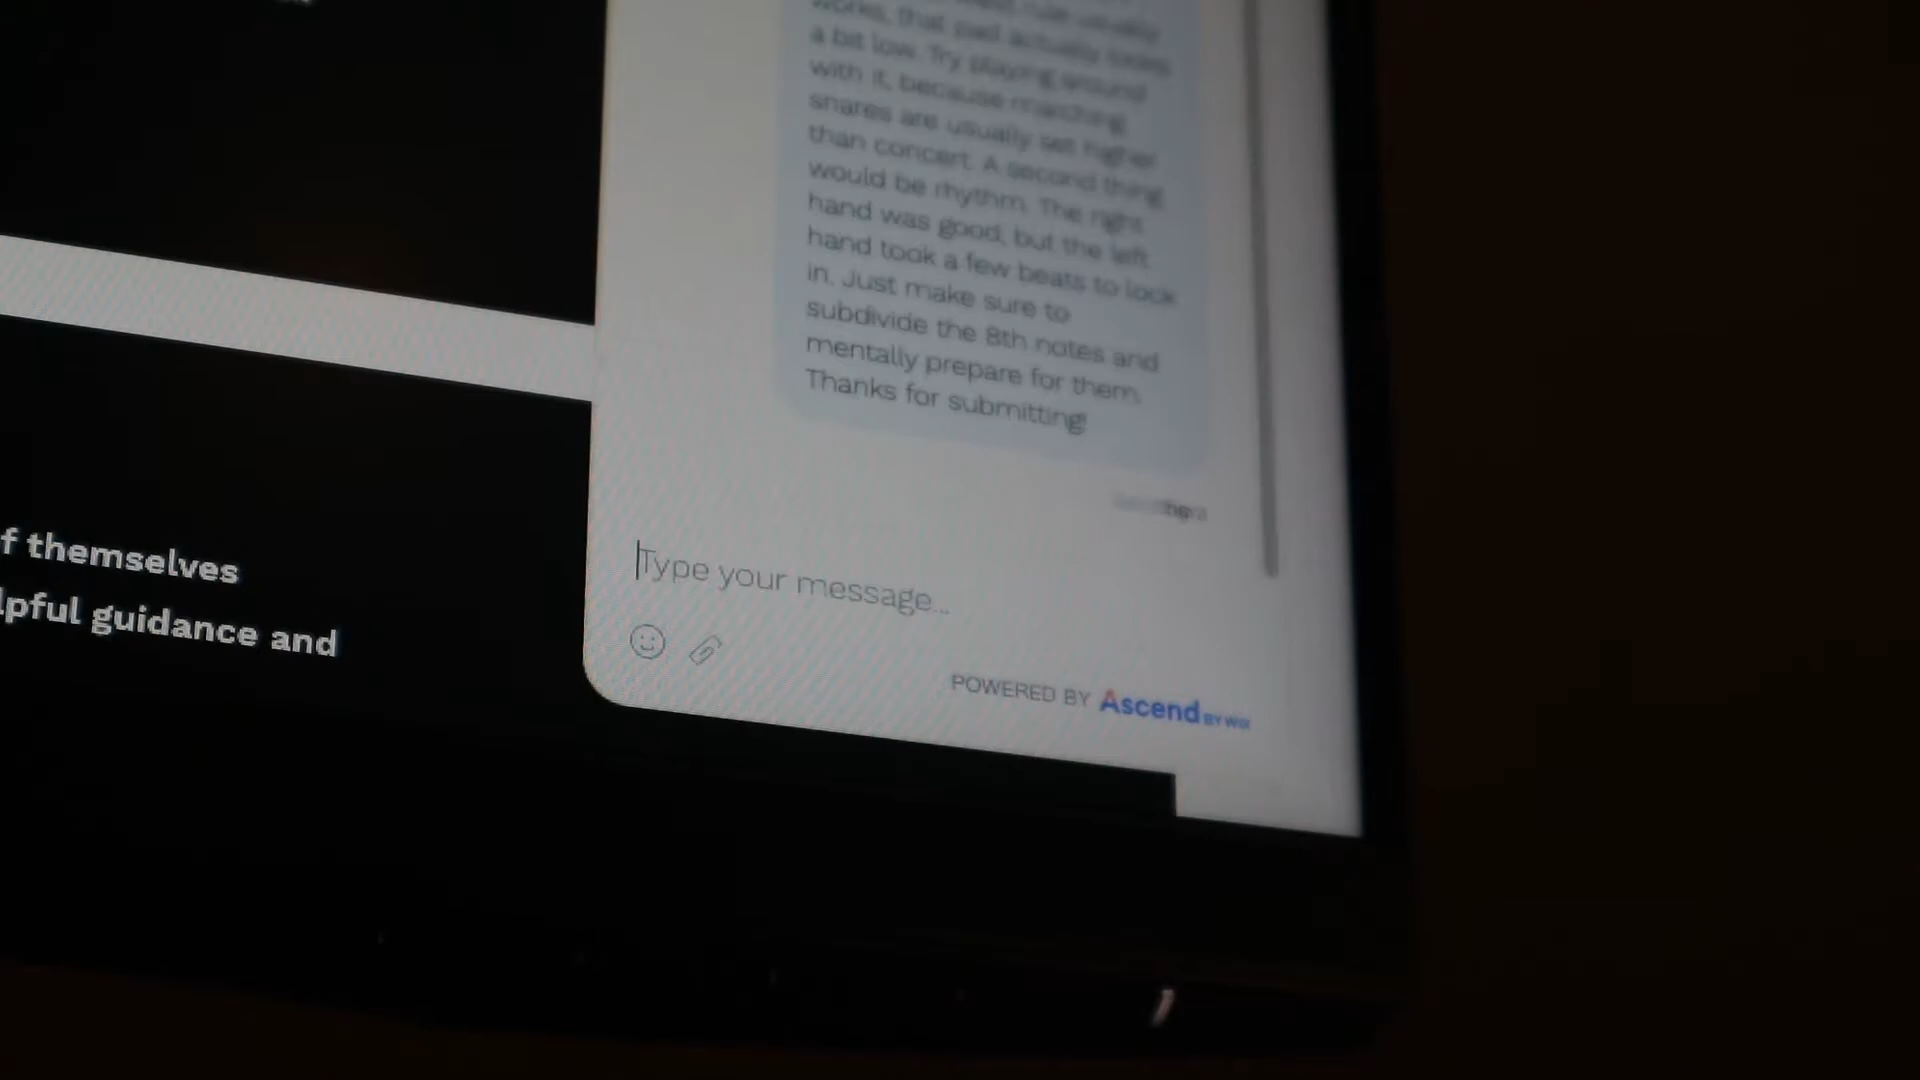 works, that pad actually looks
a bit low. Try playing around
with it, because marching
snares are usually set higher
than concert. A second thing
would be rhythm. The right
hand was good, but the left
hand took a few beats to lock
in. Just make sure to
subdivide the 8th notes and
mentally prepare for them.
Thanks for submitting!
Type your message...
POWERED BY Ascend BY WIX
f themselves
lpful guidance and